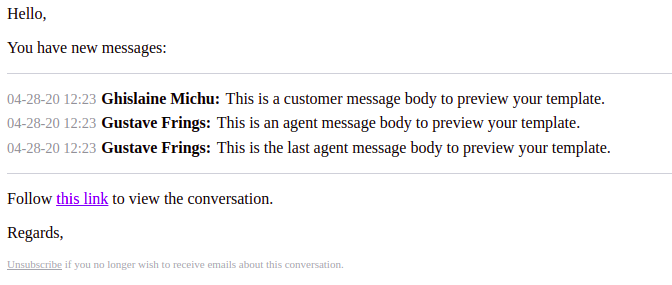 Hello,
You have new messages:
04-28-20 12:23 Ghislaine Michu: This is a customer message body to preview your template.
04-28-20 12:23 Gustave Frings: This is an agent message body to preview your template.
04-28-20 12:23 Gustave Frings: This is the last agent message body to preview your template.
Follow this link to view the conversation.
Regards,
Unsubscribe if you no longer wish to receive emails about this conversation.